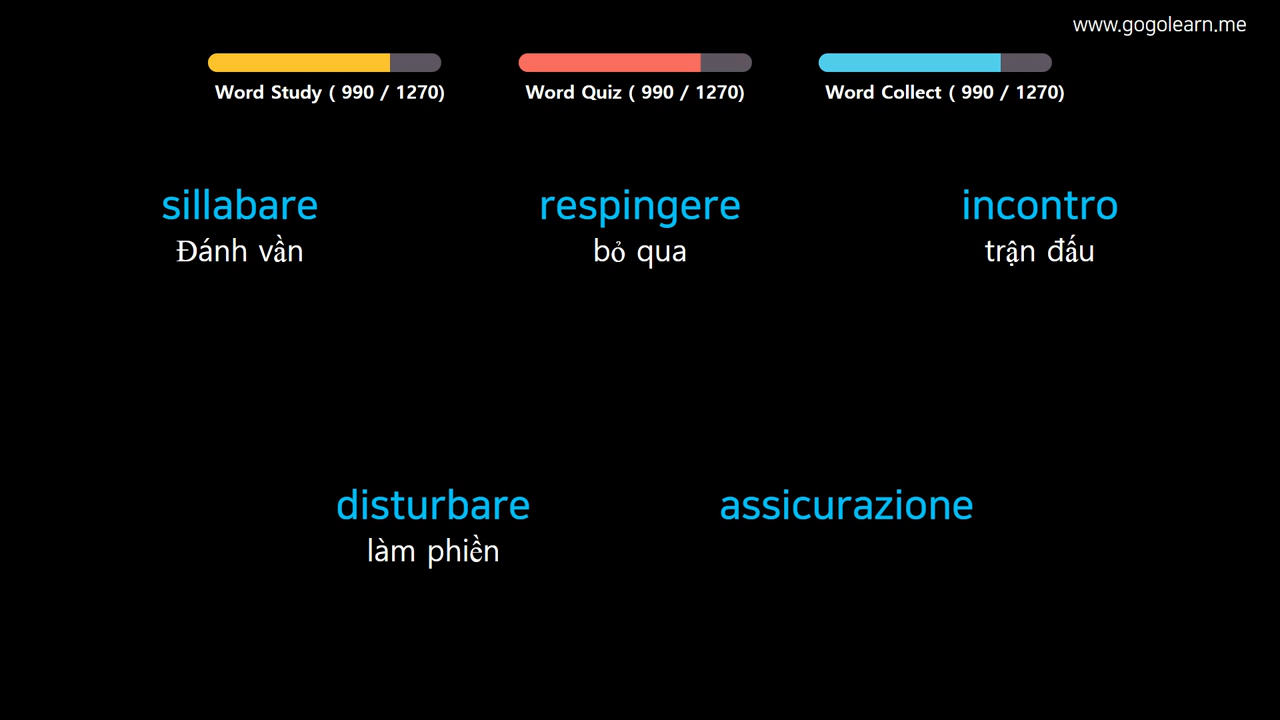 www.gogolearn.me
Word Study ( 990 / 1270)
Word Quiz ( 990 / 1270)
Word Collect ( 990 / 1270)
sillabare
Đánh vần
respingere
bỏ qua
incontro
trận đấu
disturbare
làm phiền
assicurazione